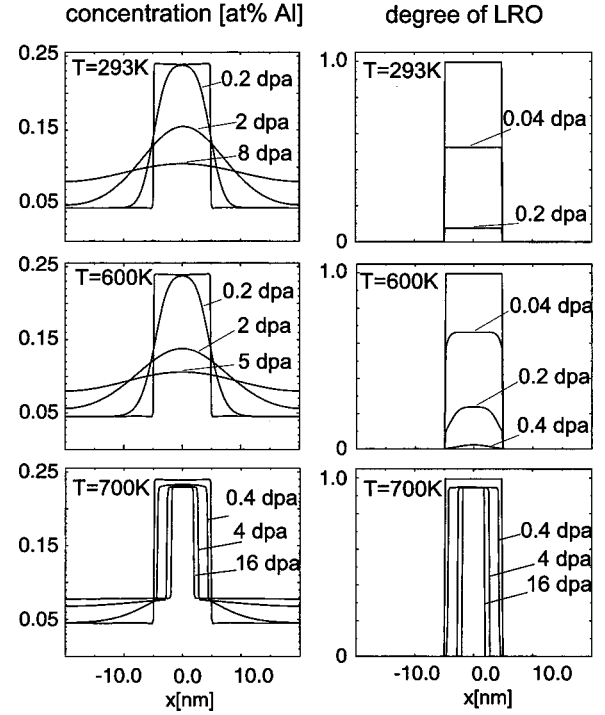 concentration [at% Al]
degree of LRO
0.25
T=293K
0.2 dpa
0.15
2 dpa
8 dpa
0.05
1.0
T=293K
0.04 dpa
0.2 dpa
0
0.25
T=600K
0.2 dpa
0.15
2 dpa
5 dpa
0.05
1.0
T=600K
0.04 dpa
0.2 dpa
0.4 dpa
0
0.25
T=700K
0.4 dpa
0.15
4 dpa
16 dpa
0.05
-10.0 0.0 10.0
x[nm]
1.0
T=700K
0.4 dpa
4 dpa
16 dpa
0
-10.0 0.0 10.0
x[nm]